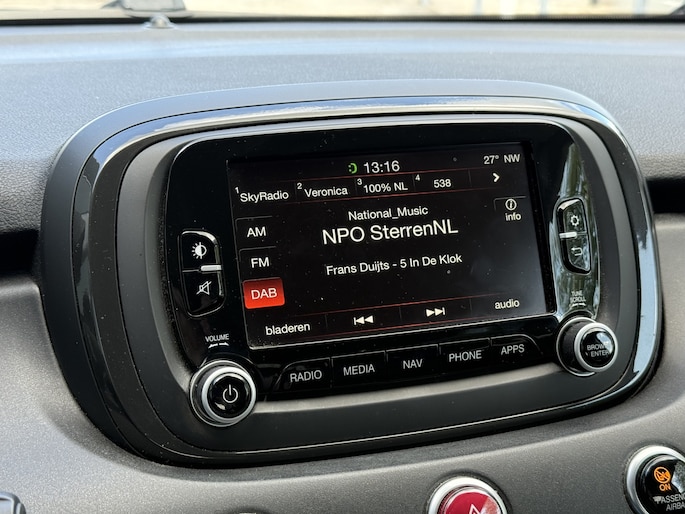 13:16
27° NW
1 SkyRadio 2 Veronica 3 100% NL 4 538
National_Music
NPO SterrenNL
Frans Duijts - 5 In De Klok
info
AM
FM
DAB
bladeren
audio
VOLUME
TUNE
SCROLL
BROWSE
ENTER
RADIO
MEDIA
NAV
PHONE
APPS
ON